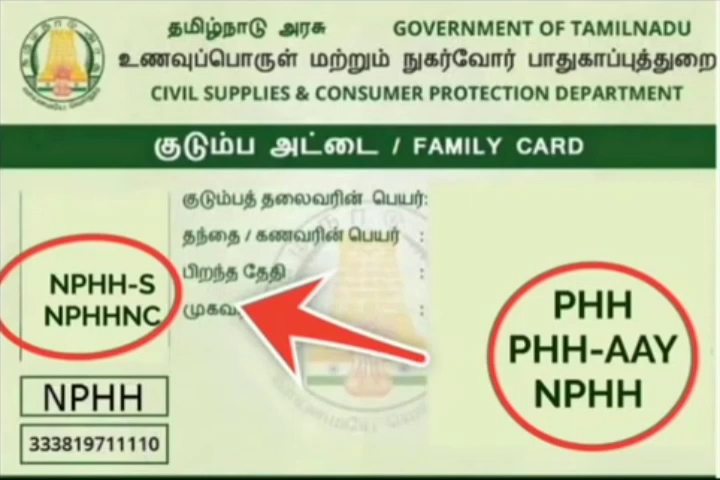 தமிழ்நாடு அரசு GOVERNMENT OF TAMILNADU
உணவுப்பொருள் மற்றும் நுகர்வோர் பாதுகாப்புத்துறை
CIVIL SUPPLIES & CONSUMER PROTECTION DEPARTMENT
குடும்ப அட்டை / FAMILY CARD
குடும்பத் தலைவரின் பெயர்:
தந்தை / கணவரின் பெயர் :
பிறந்த தேதி :
NPHH-S
NPHHNC
PHH
PHH-AAY
NPHH
NPHH
333819711110